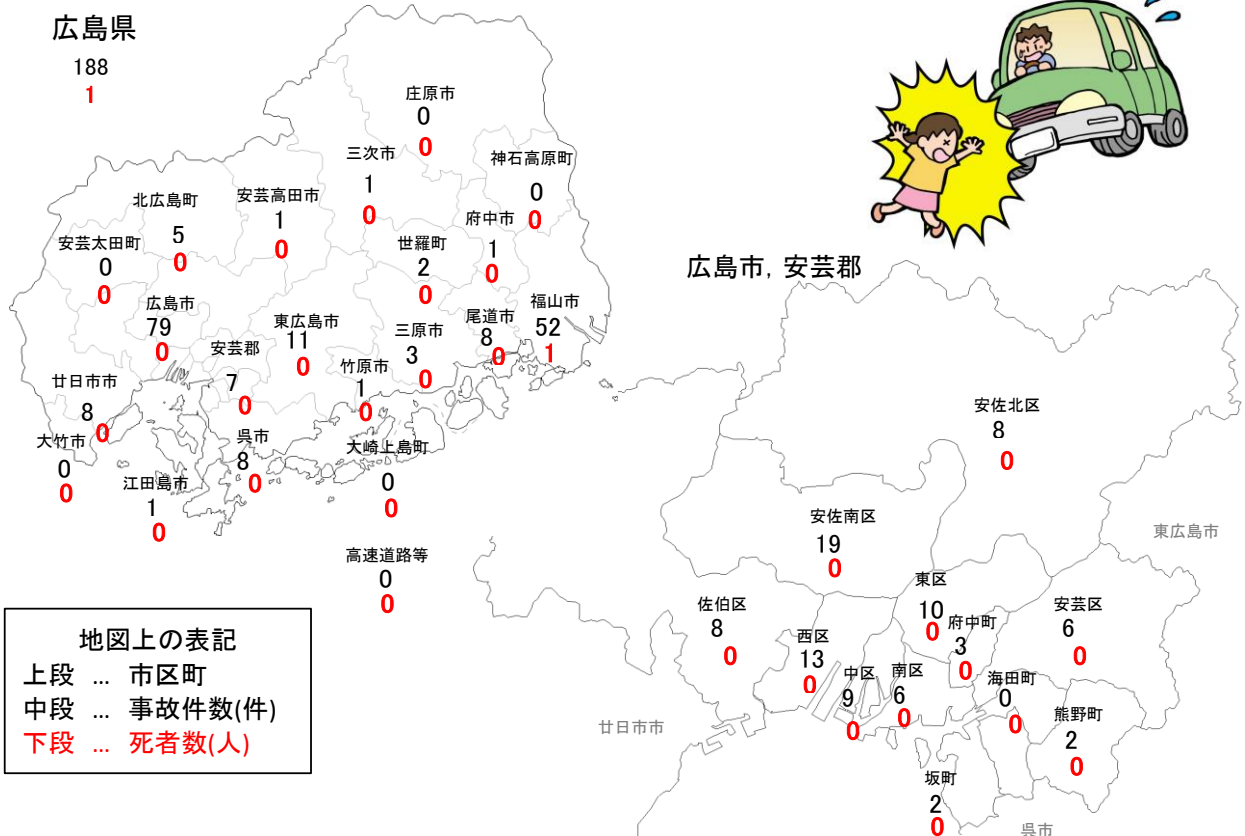 広島県
188
1
庄原市
0
0
三次市
1
0
神石高原町
0
0
北広島町
5
0
安芸高田市
1
0
府中市
1
0
安芸太田町
0
0
世羅町
2
0
広島市
79
0
東広島市
11
0
三原市
3
0
尾道市
8
0
福山市
52
1
安芸郡
7
0
竹原市
1
0
廿日市市
8
0
大竹市
0
0
呉市
8
0
大崎上島町
0
0
江田島市
1
0
高速道路等
0
0
地図上の表記
上段 … 市区町
中段 … 事故件数(件)
下段 … 死者数(人)
広島市，安芸郡
安佐北区
8
0
安佐南区
19
0
東広島市
東区
10
0
佐伯区
8
0
西区
13
0
府中町
3
0
安芸区
6
0
中区
9
0
南区
6
0
海田町
0
0
熊野町
2
0
廿日市市
坂町
2
0
呉市